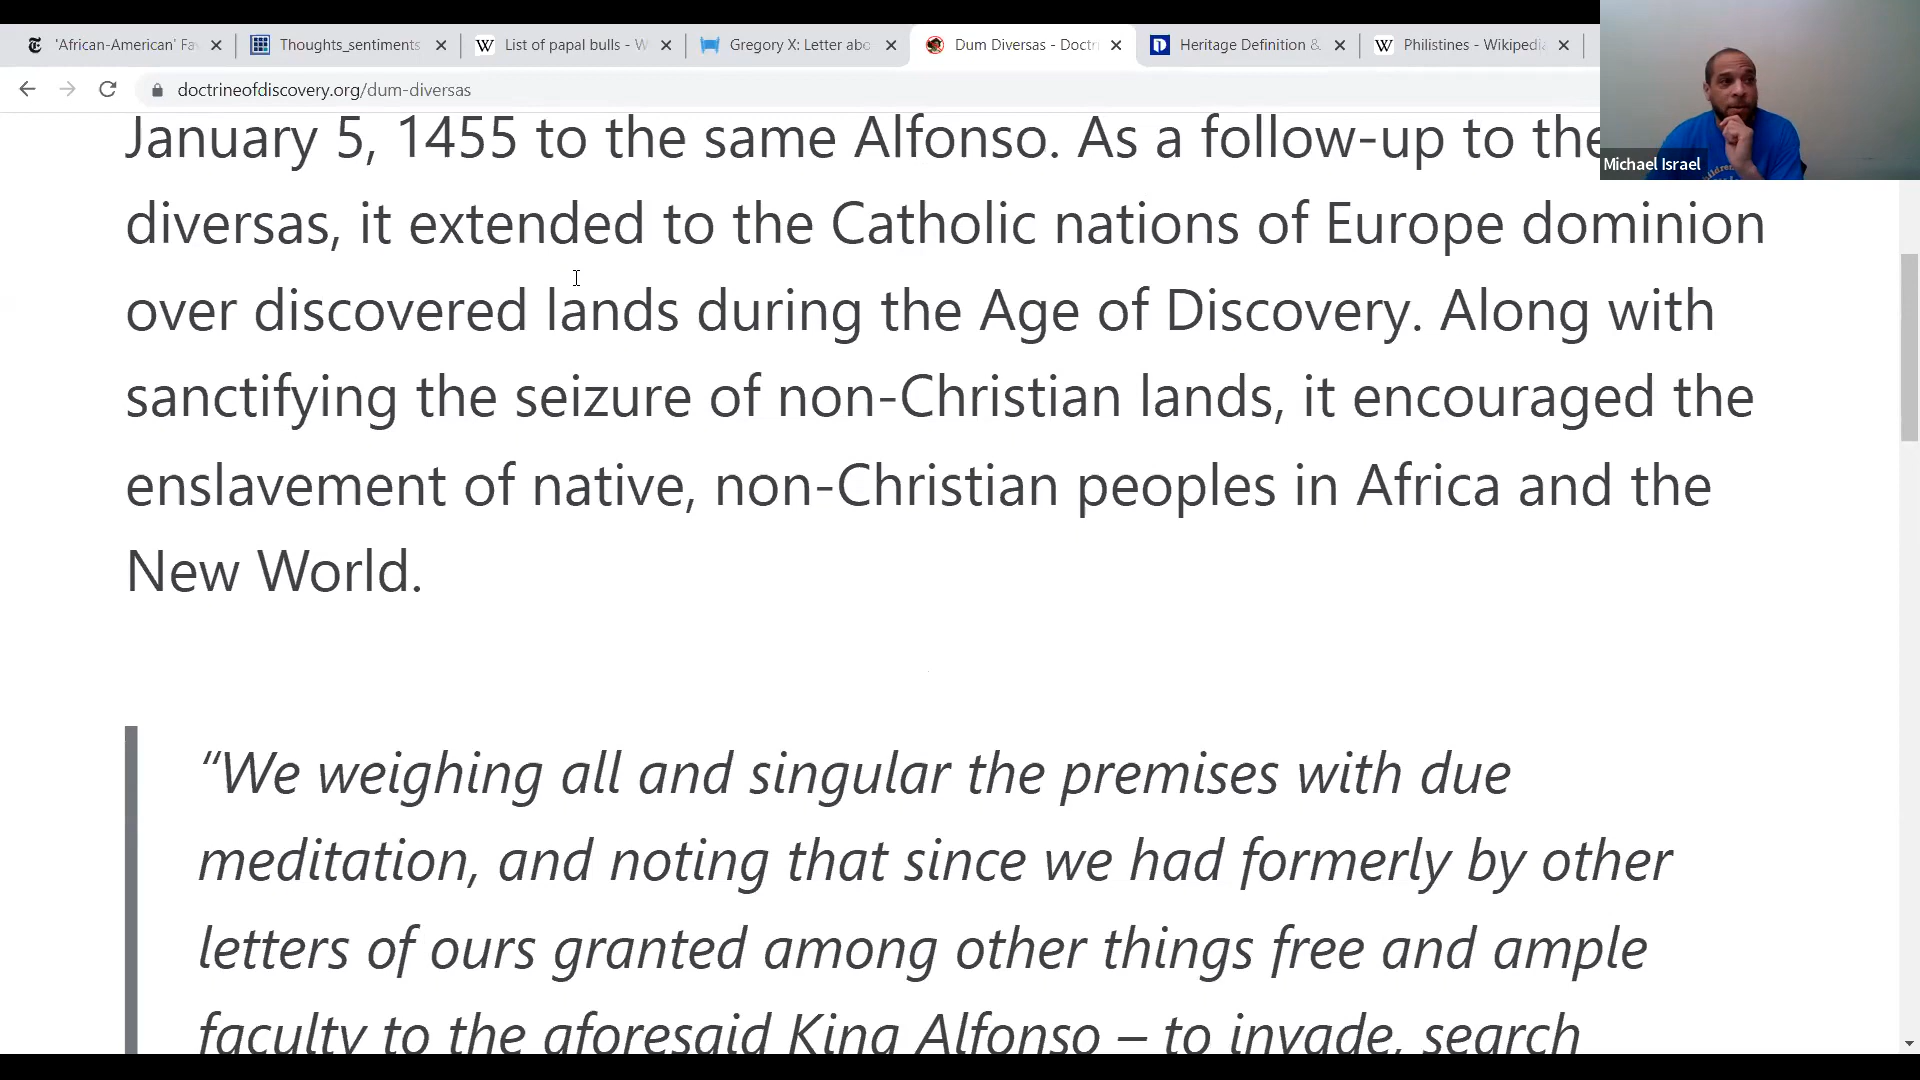 'African-American' Fa
Thoughts_sentiments
List of papal bulls - W
Gregory X: Letter abo
Dum Diversas - Doctr
Heritage Definition &
Philistines - Wikipedia
doctrineofdiscovery.org/dum-diversas
Michael Israel
January 5, 1455 to the same Alfonso. As a follow-up to the
diversas, it extended to the Catholic nations of Europe dominion
over discovered lands during the Age of Discovery. Along with
sanctifying the seizure of non-Christian lands, it encouraged the
enslavement of native, non-Christian peoples in Africa and the
New World.
“We weighing all and singular the premises with due
meditation, and noting that since we had formerly by other
letters of ours granted among other things free and ample
faculty to the aforesaid King Alfonso – to invade, search